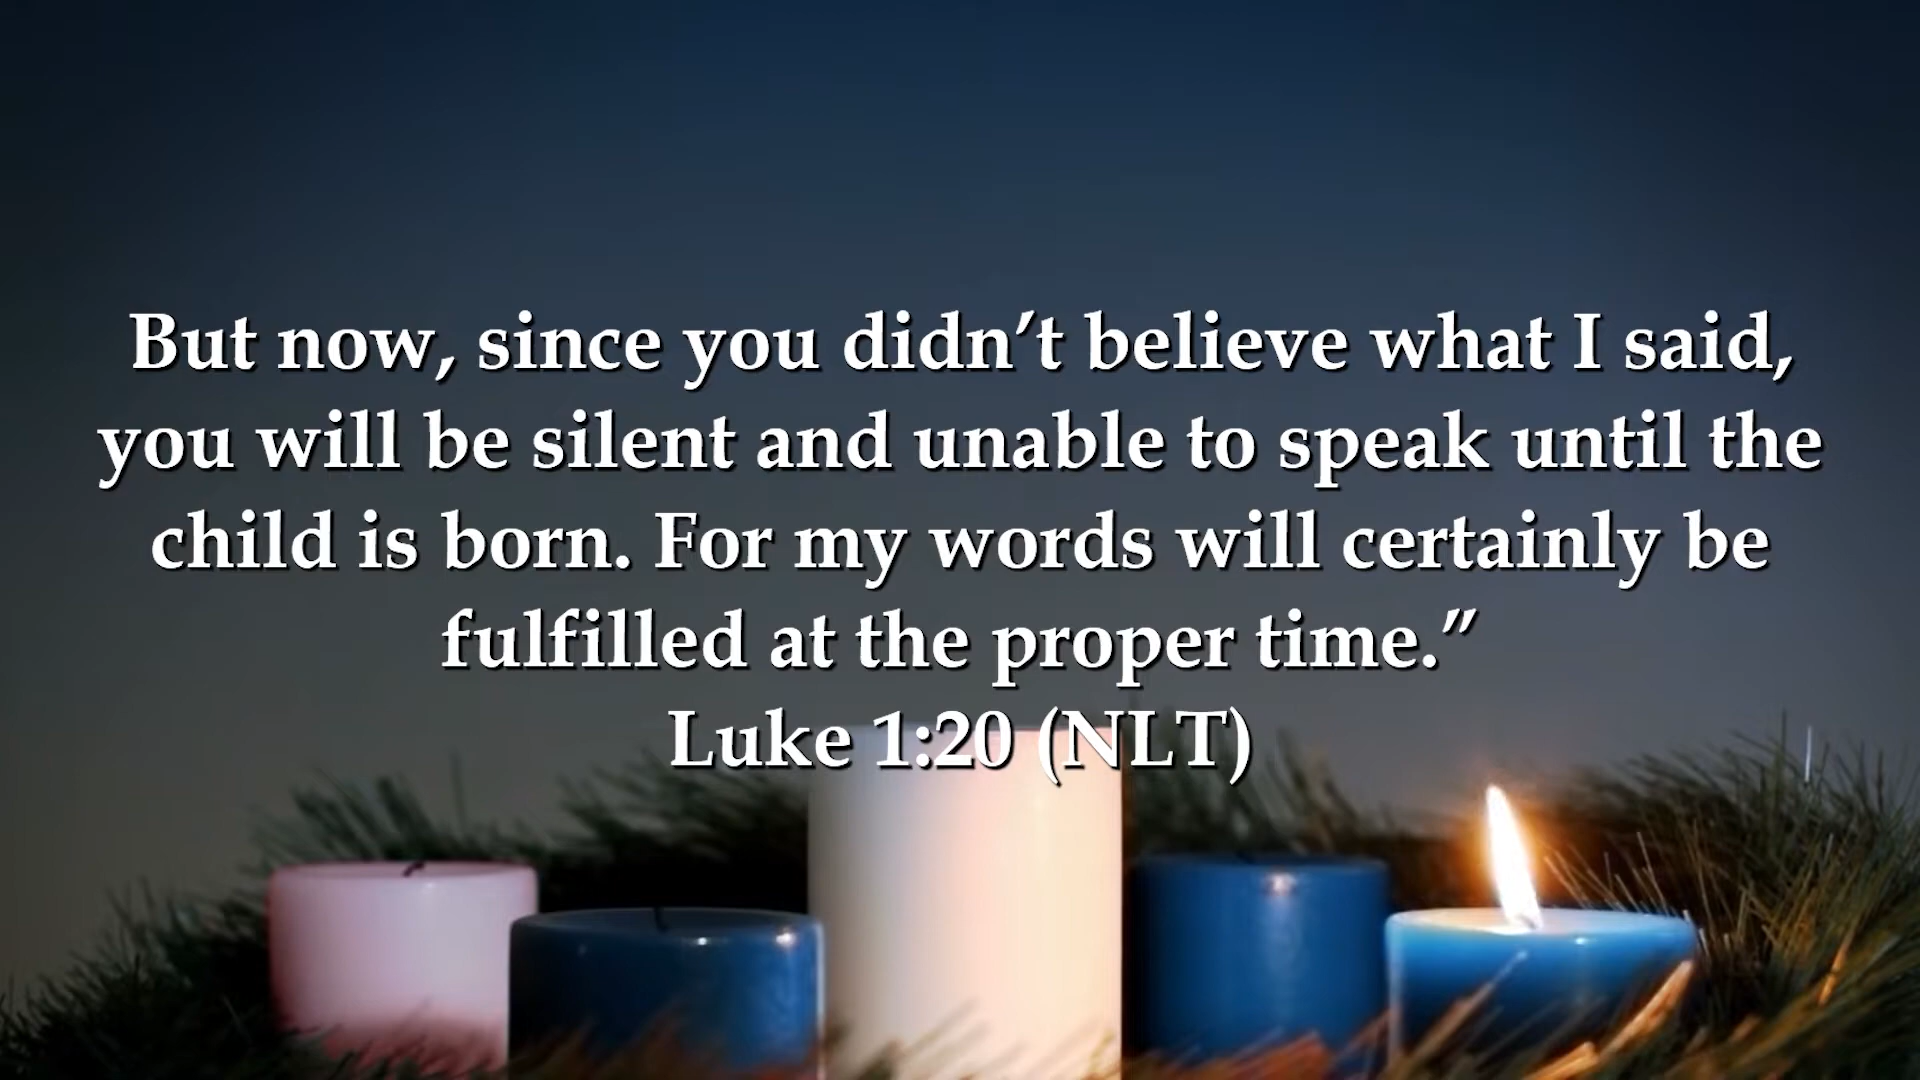 But now, since you didn’t believe what I said,
you will be silent and unable to speak until the
child is born. For my words will certainly be
fulfilled at the proper time.”
Luke 1:20 (NLT)